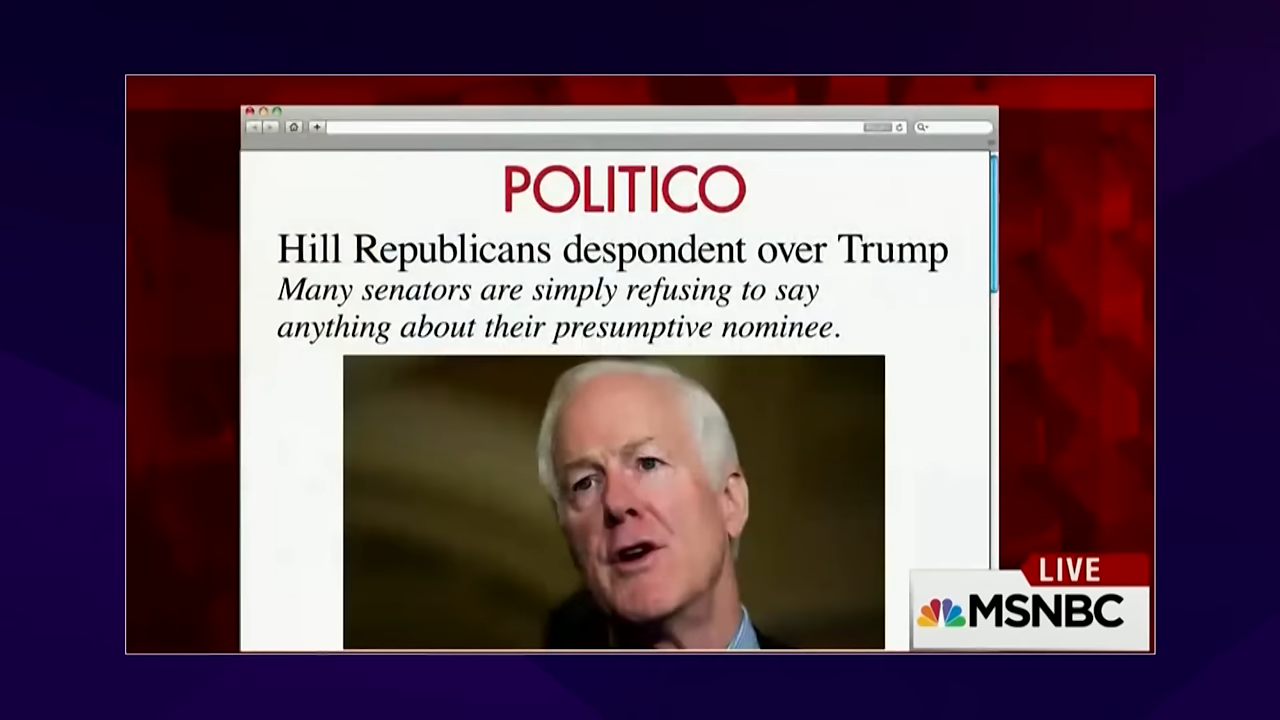 POLITICO
Hill Republicans despondent over Trump
Many senators are simply refusing to say
anything about their presumptive nominee.
LIVE
MSNBC